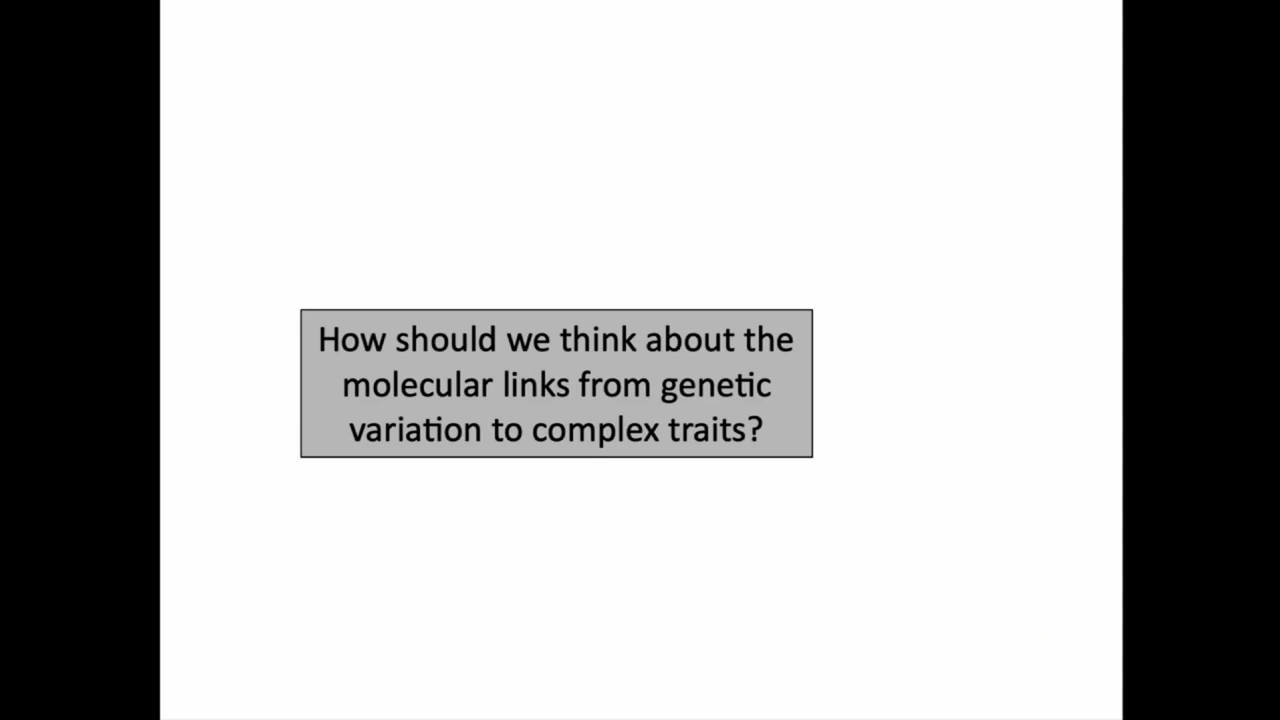 How should we think about the
molecular links from genetic
variation to complex traits?